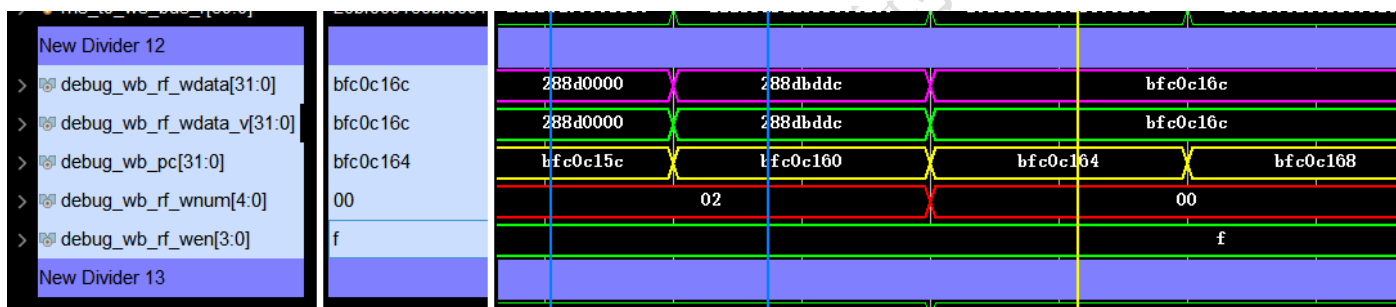 New Divider 12
debug_wb_rf_wdata[31:0] bfc0c16c 288d0000 288dbddc bfc0c16c
debug_wb_rf_wdata_v[31:0] bfc0c16c 288d0000 288dbddc bfc0c16c
debug_wb_pc[31:0] bfc0c164 bfc0c15c bfc0c160 bfc0c164 bfc0c168
debug_wb_rf_wnum[4:0] 00 02 00
debug_wb_rf_wen[3:0] f f
New Divider 13